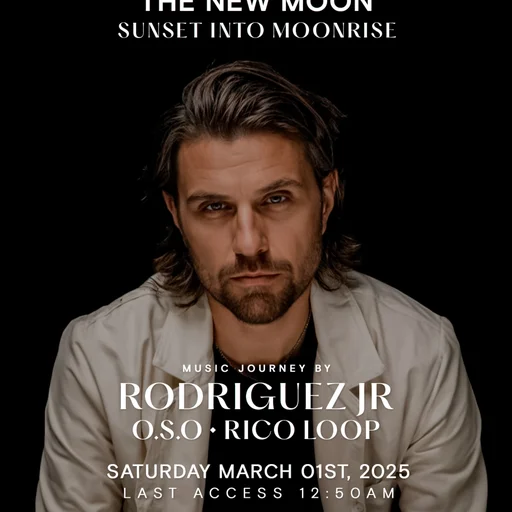 THE NEW MOON
SUNSET INTO MOONRISE
MUSIC JOURNEY BY
RODRIGUEZ JR
O.S.O • RICO LOOP
SATURDAY MARCH 01ST, 2025
LAST ACCESS 12:50AM